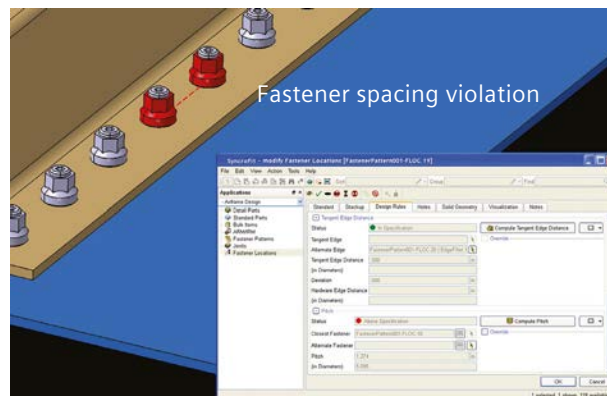 Fastener spacing violation
SyncroFit - Modify Fastener Locations [FastenerPattern001-FLOC 19]
File Edit View Action Tools Help
Applications
Airframe Design
Detail Parts
Standard Parts
Bulk Items
Fastener Patterns
Joints
Fastener Locations
Standard Stackup Design Rules Holes Solid Geometry Visualization Notes
Tangent Edge Distance
Status In Specification Compute Tangent Edge Distance
Tangent Edge Override
Alternate Edge
Tangent Edge Distance
(in Diameters)
Deviation
Hardware Edge Distance
(in Diameters)
Pitch
Status Above Specification Compute Pitch
Closest Fastener Override
Alternate Fastener
Pitch
(in Diameters)
OK Cancel